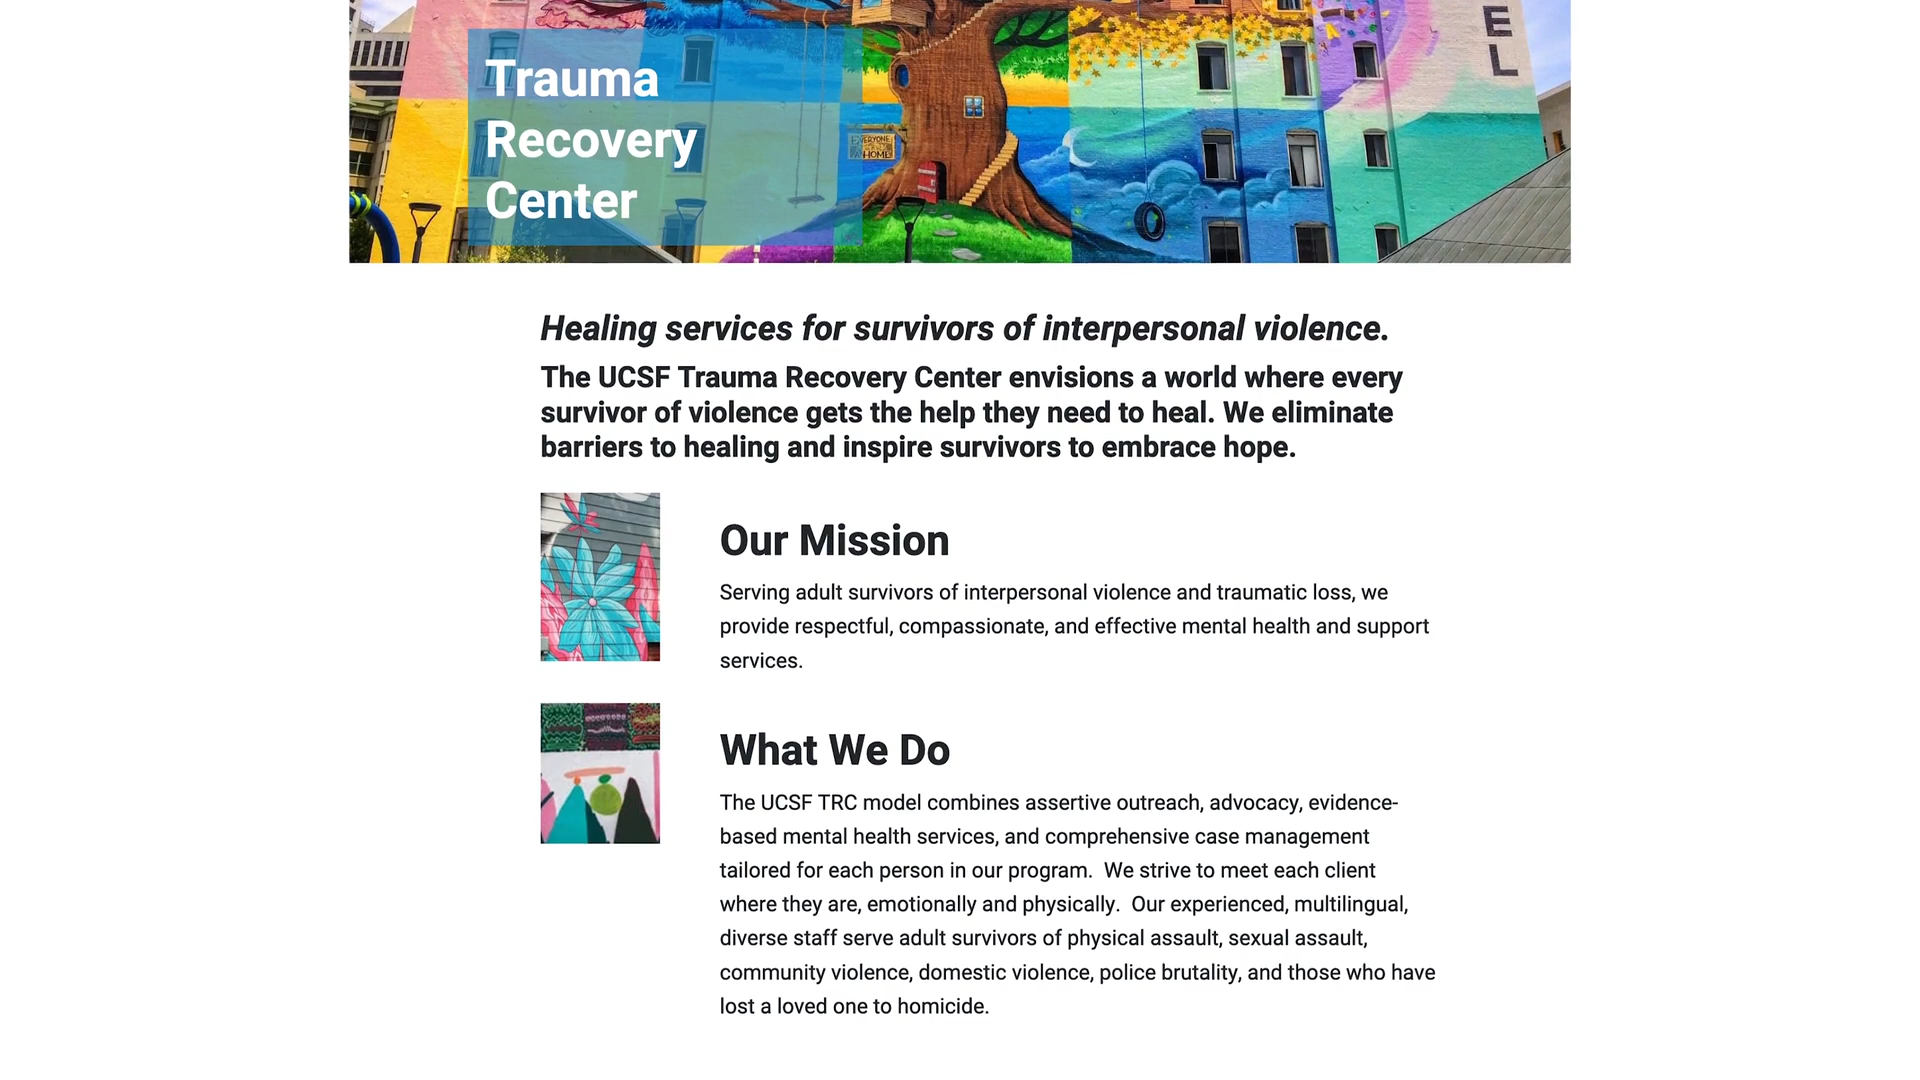 EL
Trauma
Recovery
Center
EVERYONE
HOME
Healing services for survivors of interpersonal violence.
The UCSF Trauma Recovery Center envisions a world where every
survivor of violence gets the help they need to heal. We eliminate
barriers to healing and inspire survivors to embrace hope.
Our Mission
Serving adult survivors of interpersonal violence and traumatic loss, we
provide respectful, compassionate, and effective mental health and support
services.
What We Do
The UCSF TRC model combines assertive outreach, advocacy, evidence-
based mental health services, and comprehensive case management
tailored for each person in our program.  We strive to meet each client
where they are, emotionally and physically.  Our experienced, multilingual,
diverse staff serve adult survivors of physical assault, sexual assault,
community violence, domestic violence, police brutality, and those who have
lost a loved one to homicide.